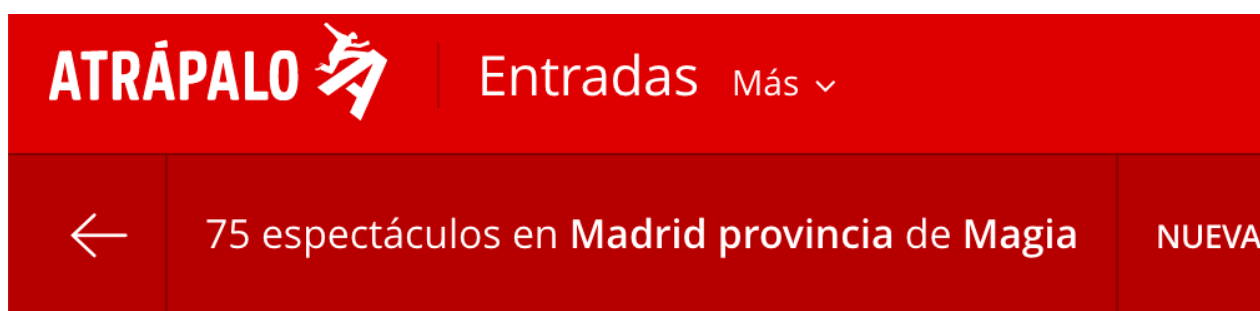 ATRÁPALO Entradas Más
75 espectáculos en Madrid provincia de Magia NUEVA